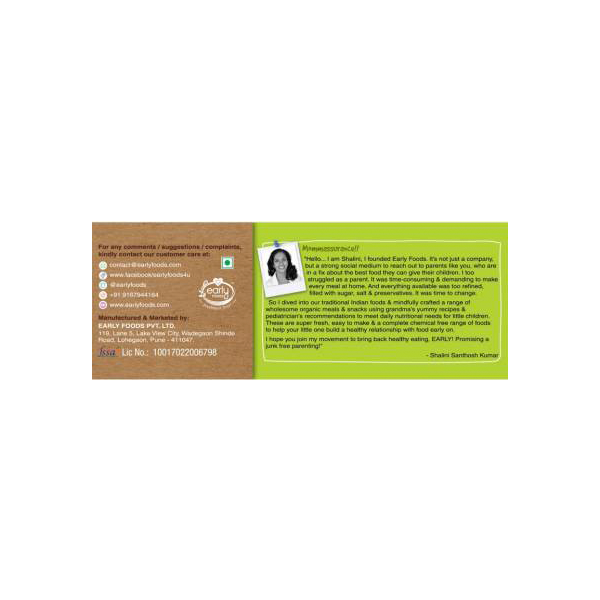 For any comments / suggestions / complaints,
kindly contact our customer care at:
contact@earlyfoods.com
www.facebook/earlyfoods4u
@earlyfoods
+91 9167944164
www.earlyfoods.com
early
Manufactured & Marketed by:
EARLY FOODS PVT. LTD.
119, Lane 5, Lake View City, Wadegaon Shinde
Road, Lohegaon, Pune - 411047.
fssai Lic No.: 10017022006798
Mommassurance!!
"Hello... I am Shalini, I founded Early Foods. It's not just a company,
but a strong social medium to reach out to parents like you, who are
in a fix about the best food they can give their children. I too
struggled as a parent. It was time-consuming & demanding to make
every meal at home. And everything available was too refined,
filled with sugar, salt & preservatives. It was time to change.
So I dived into our traditional Indian foods & mindfully crafted a range of
wholesome organic meals & snacks using grandma's yummy recipes &
pediatrician's recommendations to meet daily nutritional needs for little children.
These are super fresh, easy to make & a complete chemical free range of foods
to help your little one build a healthy relationship with food early on.
I hope you join my movement to bring back healthy eating, EARLY! Promising a
junk free parenting!"
- Shalini Santhosh Kumar